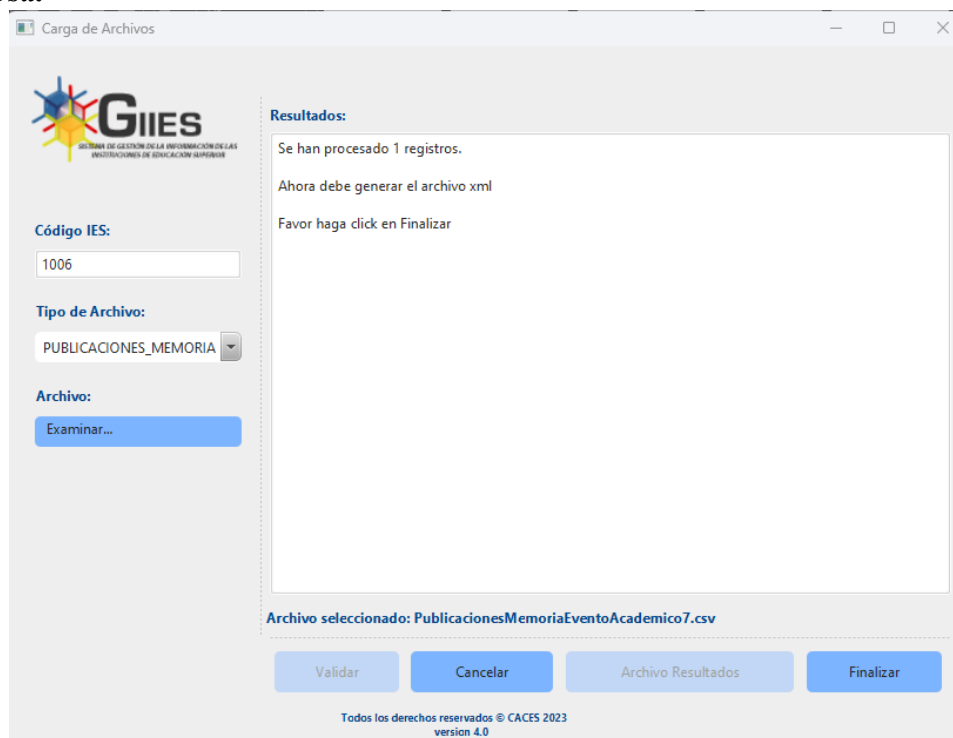 Carga de Archivos
GIIES
SISTEMA DE GESTIÓN DE LA INFORMACIÓN DE LAS
INSTITUCIONES DE EDUCACIÓN SUPERIOR
Código IES:
1006
Tipo de Archivo:
PUBLICACIONES_MEMORIA
Archivo:
Examinar...
Resultados:
Se han procesado 1 registros.
Ahora debe generar el archivo xml
Favor haga click en Finalizar
Archivo seleccionado: PublicacionesMemoriaEventoAcademico7.csv
Validar
Cancelar
Archivo Resultados
Finalizar
Todos los derechos reservados © CACES 2023
version 4.0